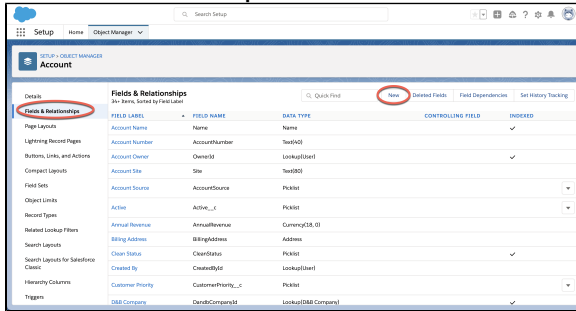 Search Setup
Setup Home Object Manager
SETUP > OBJECT MANAGER
Account
Details
Fields & Relationships
Page Layouts
Lightning Record Pages
Buttons, Links, and Actions
Compact Layouts
Field Sets
Object Limits
Record Types
Related Lookup Filters
Search Layouts
Search Layouts for Salesforce
Classic
Hierarchy Columns
Triggers
Fields & Relationships
34+ Items, Sorted by Field Label
Quick Find New Deleted Fields Field Dependencies Set History Tracking
FIELD LABEL FIELD NAME DATA TYPE CONTROLLING FIELD INDEXED
Account Name Name Name
Account Number AccountNumber Text(40)
Account Owner OwnerId Lookup(User)
Account Site Site Text(80)
Account Source AccountSource Picklist
Active Active__c Picklist
Annual Revenue AnnualRevenue Currency(18, 0)
Billing Address BillingAddress Address
Clean Status CleanStatus Picklist
Created By CreatedById Lookup(User)
Customer Priority CustomerPriority__c Picklist
D&B Company DandbCompanyId Lookup(D&B Company)